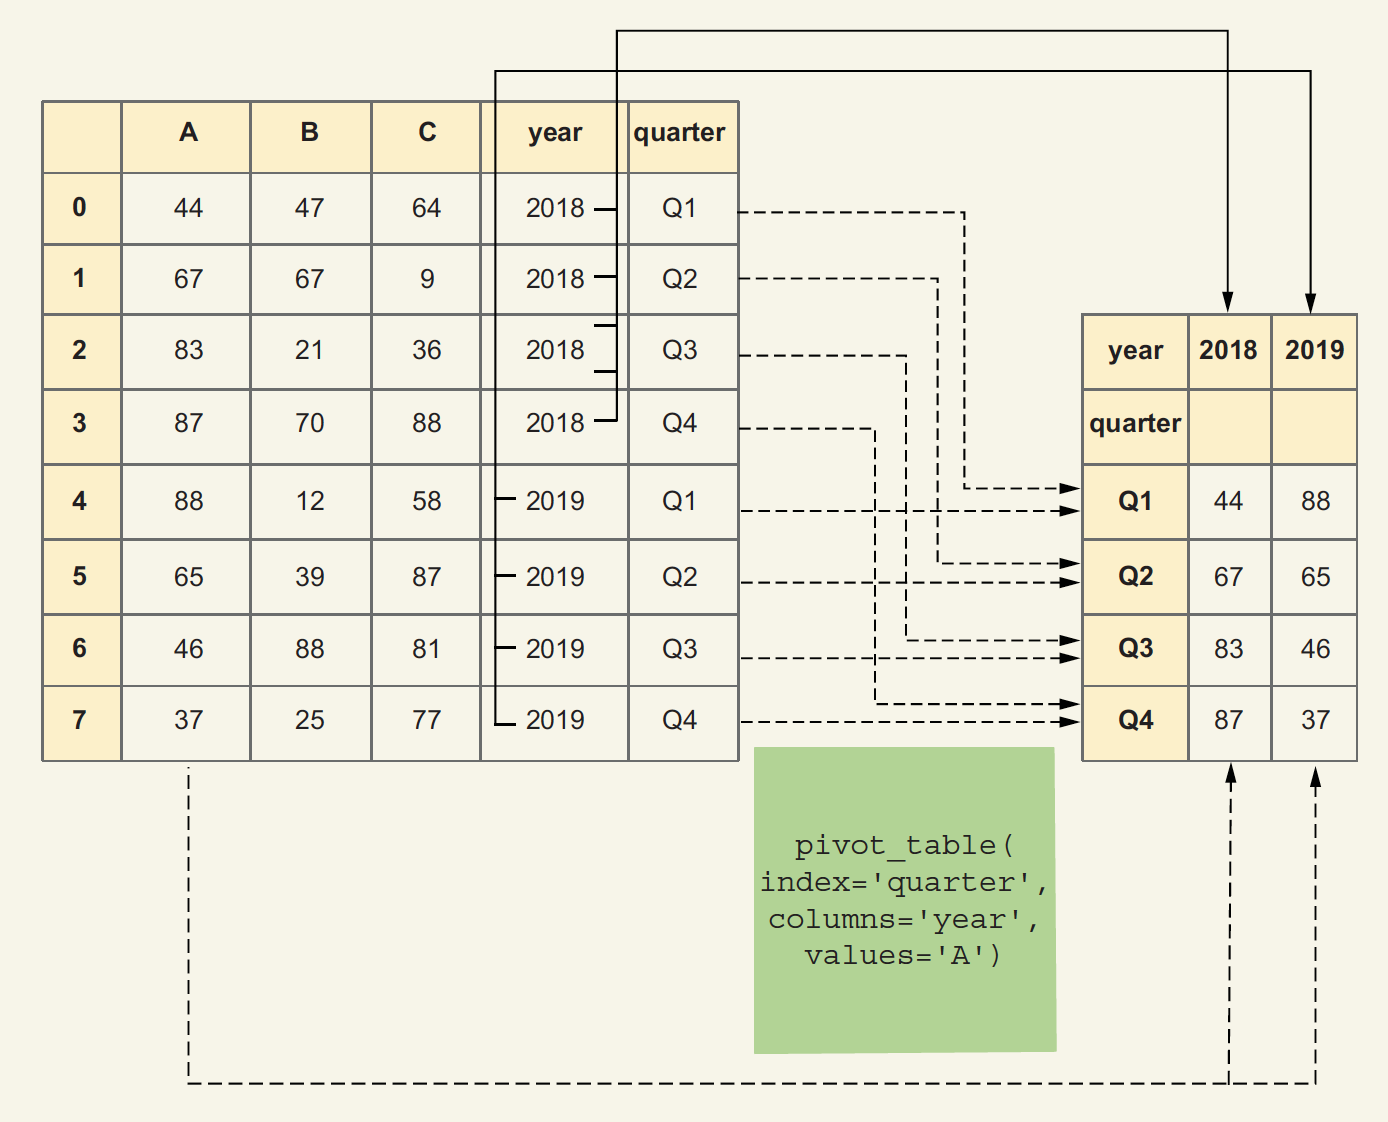 A B C year quarter
0 44 47 64 2018 Q1
1 67 67 9 2018 Q2
2 83 21 36 2018 Q3
3 87 70 88 2018 Q4
4 88 12 58 2019 Q1
5 65 39 87 2019 Q2
6 46 88 81 2019 Q3
7 37 25 77 2019 Q4
year 2018 2019
quarter
Q1 44 88
Q2 67 65
Q3 83 46
Q4 87 37
pivot_table(
index='quarter',
columns='year',
values='A')